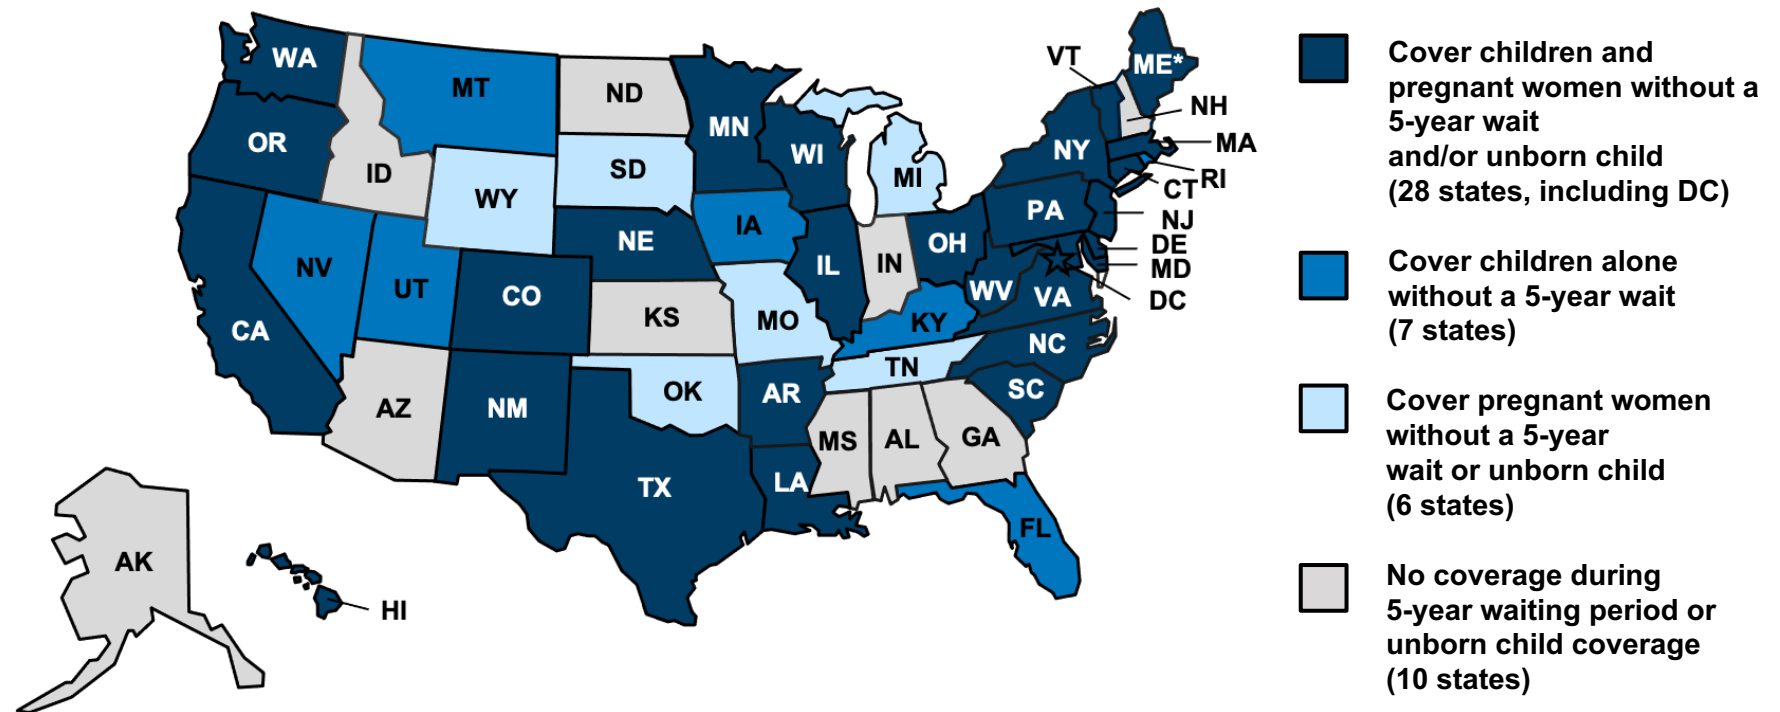 WA
MT
ND
MN
VT
ME*
NH
OR
ID
WY
SD
WI
MI
NY
MA
RI
CT
NJ
DE
MD
DC
PA
NV
UT
CO
NE
IA
IL
IN
OH
WV
VA
CA
KS
MO
KY
NC
TN
SC
AZ
NM
OK
AR
MS
AL
GA
TX
LA
FL
AK
HI
Cover children and
pregnant women without a
5-year wait
and/or unborn child
(28 states, including DC)
Cover children alone
without a 5-year wait
(7 states)
Cover pregnant women
without a 5-year
wait or unborn child
(6 states)
No coverage during
5-year waiting period or
unborn child coverage
(10 states)